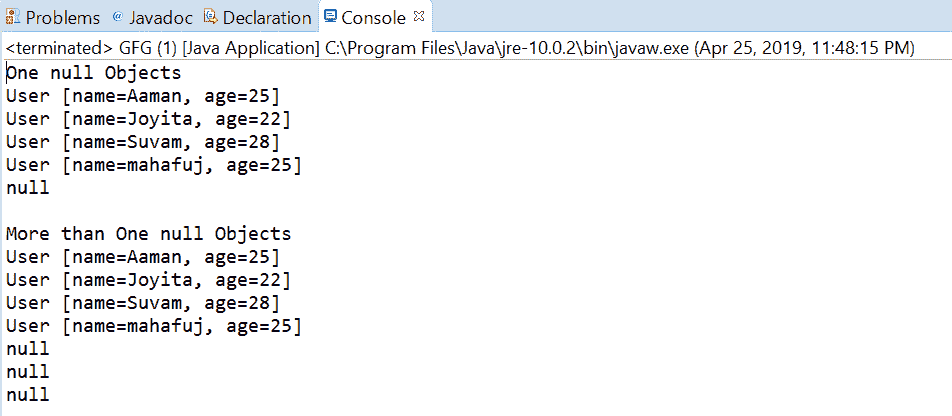 Problems @ Javadoc Declaration Console
<terminated> GFG (1) [Java Application] C:\Program Files\Java\jre-10.0.2\bin\javaw.exe (Apr 25, 2019, 11:48:15 PM)
One null Objects
User [name=Aaman, age=25]
User [name=Joyita, age=22]
User [name=Suvam, age=28]
User [name=mahafuj, age=25]
null
More than One null Objects
User [name=Aaman, age=25]
User [name=Joyita, age=22]
User [name=Suvam, age=28]
User [name=mahafuj, age=25]
null
null
null